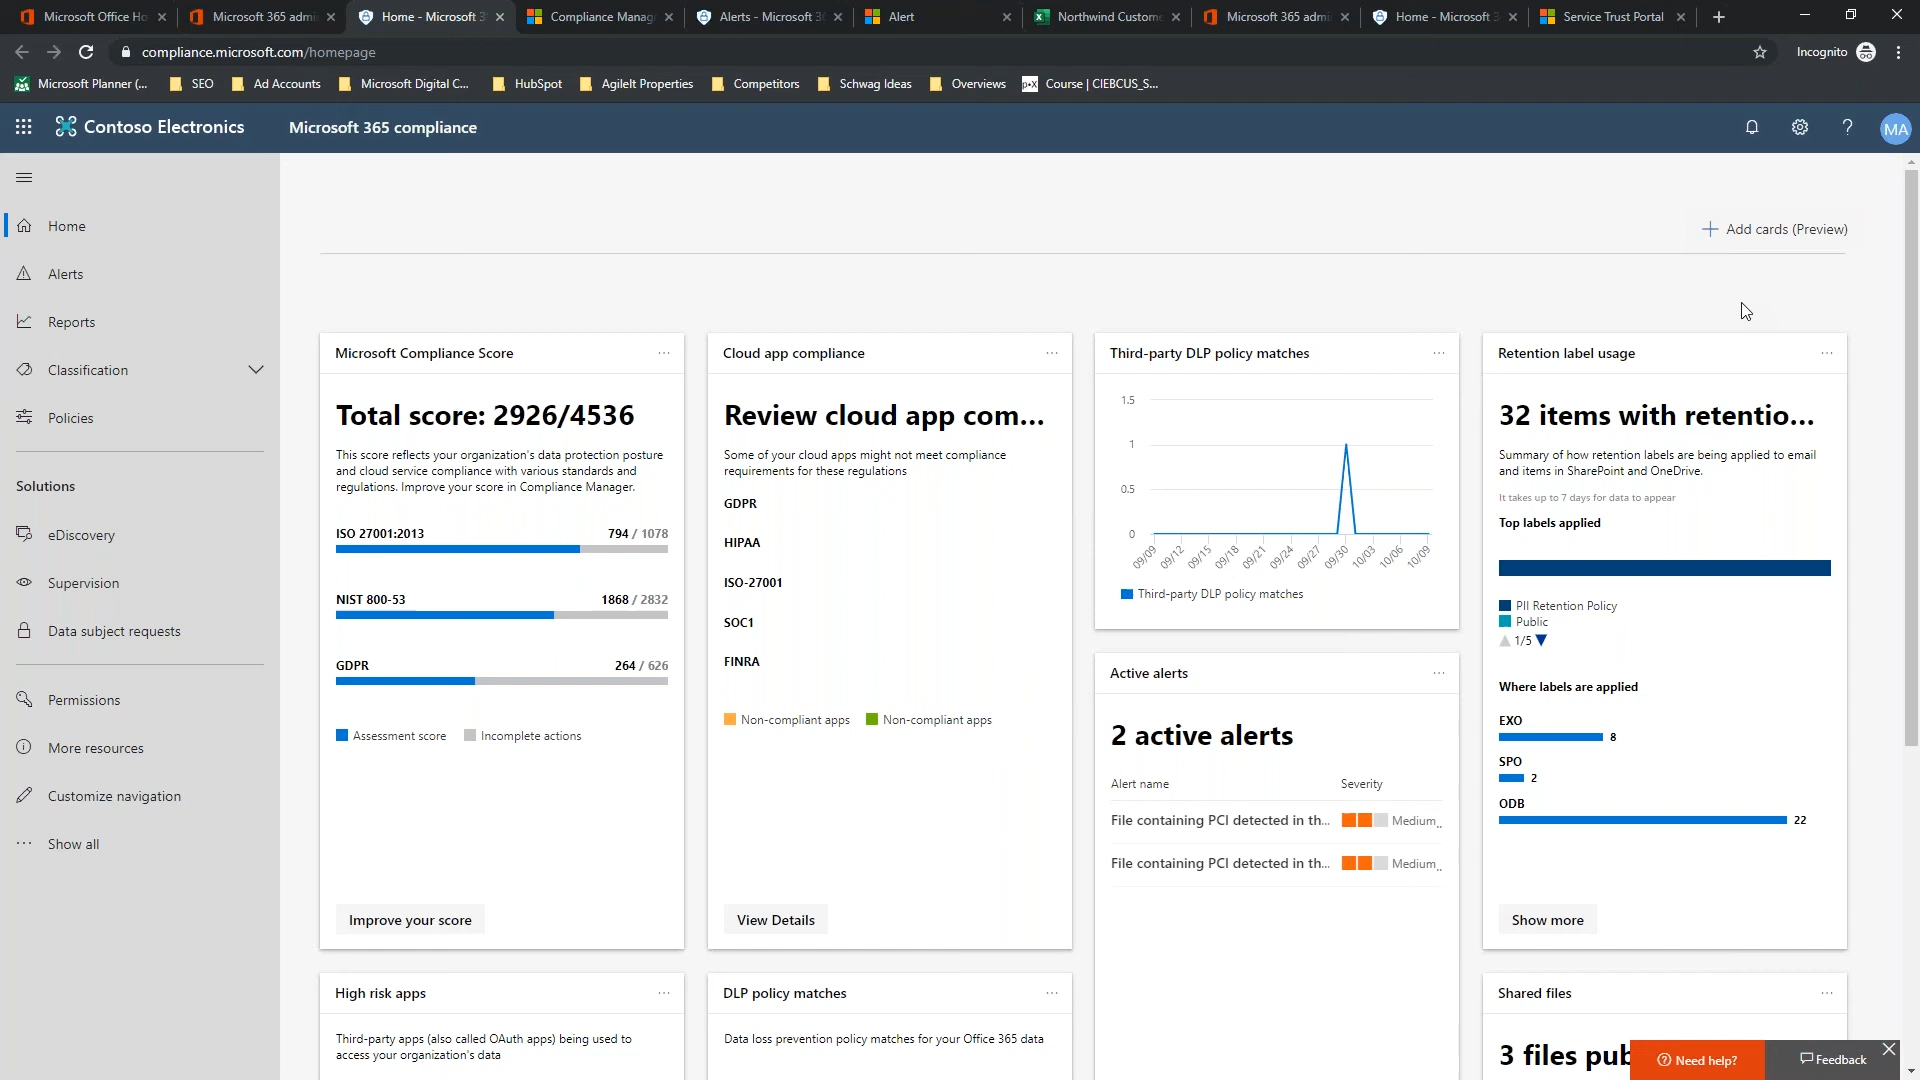 Microsoft Office Ho
Microsoft 365 admi
Home - Microsoft 3
Compliance Manag
Alerts - Microsoft 3
Alert
Northwind Custome
Microsoft 365 admi
Home - Microsoft 3
Service Trust Portal
compliance.microsoft.com/homepage
Incognito
Microsoft Planner (...
SEO
Ad Accounts
Microsoft Digital C...
HubSpot
AgileIt Properties
Competitors
Schwag Ideas
Overviews
Course | CIEBCUS_S...
Contoso Electronics
Microsoft 365 compliance
?
MA
Home
Alerts
Reports
Classification
Policies
Solutions
eDiscovery
Supervision
Data subject requests
Permissions
More resources
Customize navigation
Show all
+ Add cards (Preview)
Microsoft Compliance Score
Total score: 2926/4536
This score reflects your organization's data protection posture
and cloud service compliance with various standards and
regulations. Improve your score in Compliance Manager.
ISO 27001:2013 794 / 1078
NIST 800-53 1868 / 2832
GDPR 264 / 626
Assessment score Incomplete actions
Improve your score
Cloud app compliance
Review cloud app com...
Some of your cloud apps might not meet compliance
requirements for these regulations
GDPR
HIPAA
ISO-27001
SOC1
FINRA
Non-compliant apps Non-compliant apps
View Details
Third-party DLP policy matches
1.5
1
0.5
0
09/09 09/12 09/15 09/18 09/21 09/24 09/27 09/30 10/03 10/06 10/09
Third-party DLP policy matches
Active alerts
2 active alerts
Alert name Severity
File containing PCI detected in th... Medium..
File containing PCI detected in th... Medium..
Retention label usage
32 items with retentio...
Summary of how retention labels are being applied to email
and items in SharePoint and OneDrive.
It takes up to 7 days for data to appear
Top labels applied
PII Retention Policy
Public
1/5
Where labels are applied
EXO
8
SPO
2
ODB
22
Show more
High risk apps
Third-party apps (also called OAuth apps) being used to
access your organization's data
DLP policy matches
Data loss prevention policy matches for your Office 365 data
Shared files
3 files pub
Need help?
Feedback